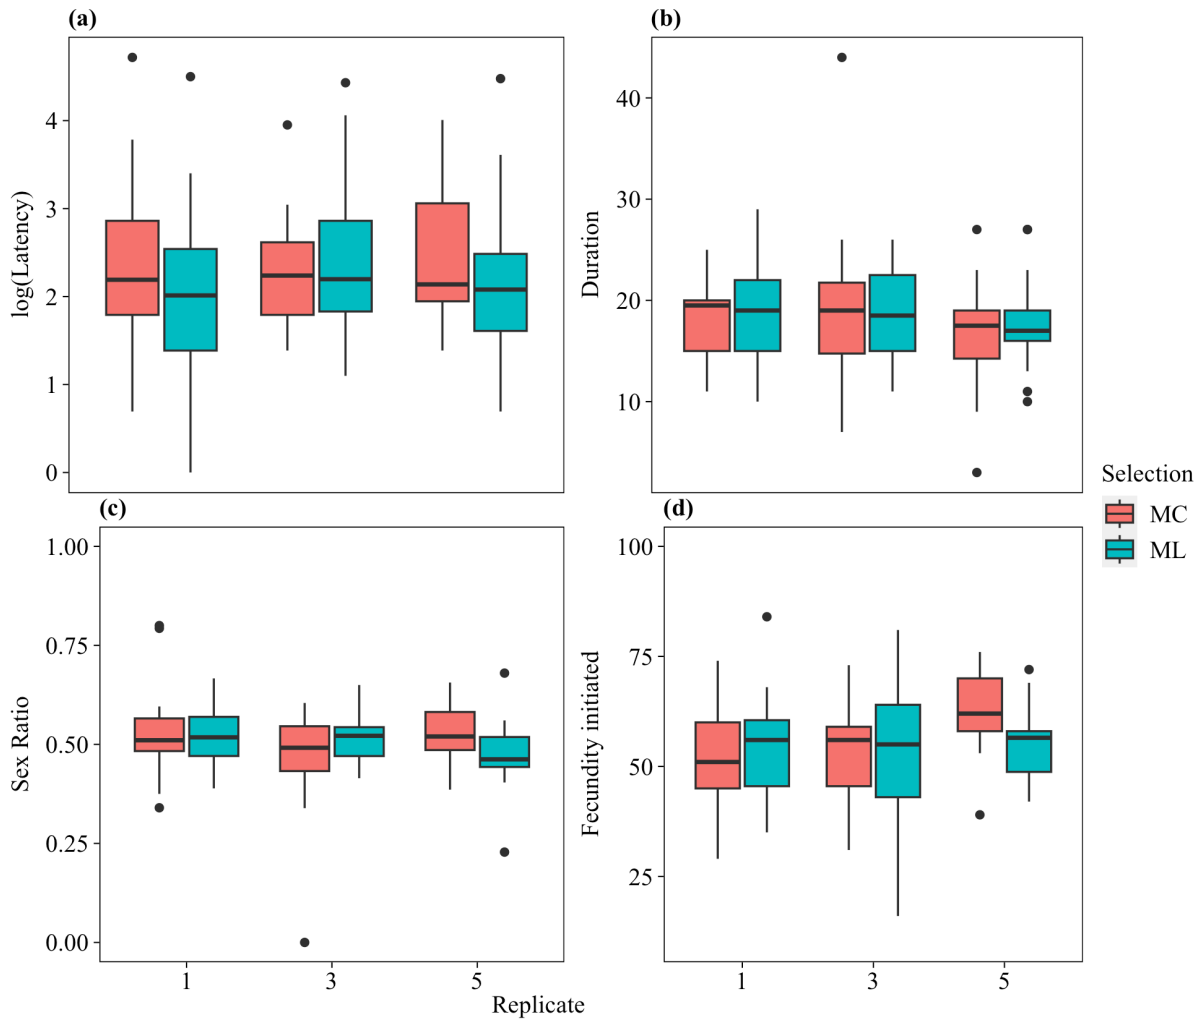 (a)
(b)
log(Latency)
4
3
2
1
0
Duration
40
30
20
10
Selection
MC
ML
(c)
(d)
Sex Ratio
1.00
0.75
0.50
0.25
0.00
Fecundity initiated
100
75
50
25
1
3
5
1
3
5
Replicate